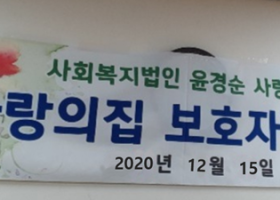 사회복지법인 윤경순 사랑
랑의집 보호자
2020년 12월 15일